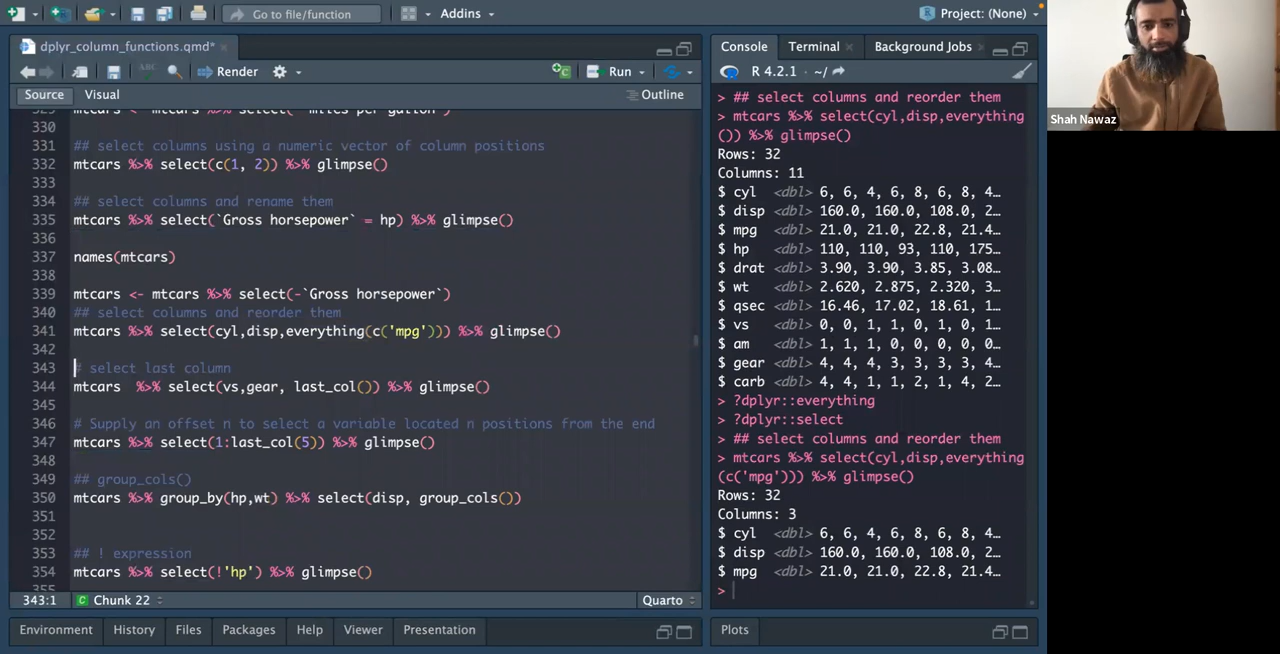 Go to file/function
Addins
Project: (None)
dplyr_column_functions.qmd*
ABC
Render
Run
Source
Visual
Outline
330
331 ## select columns using a numeric vector of column positions
332 mtcars %>% select(c(1, 2)) %>% glimpse()
333
334 ## select columns and rename them
335 mtcars %>% select(`Gross horsepower` = hp) %>% glimpse()
336
337 names(mtcars)
338
339 mtcars <- mtcars %>% select(-`Gross horsepower`)
340 ## select columns and reorder them
341 mtcars %>% select(cyl,disp,everything(c('mpg'))) %>% glimpse()
342
343 # select last column
344 mtcars  %>% select(vs,gear, last_col()) %>% glimpse()
345
346 # Supply an offset n to select a variable located n positions from the end
347 mtcars %>% select(1:last_col(5)) %>% glimpse()
348
349 ## group_cols()
350 mtcars %>% group_by(hp,wt) %>% select(disp, group_cols())
351
352
353 ## ! expression
354 mtcars %>% select(!'hp') %>% glimpse()
343:1
Chunk 22
Quarto
Environment
History
Files
Packages
Help
Viewer
Presentation
Console
Terminal
Background Jobs
R 4.2.1 · ~/
> ## select columns and reorder them
> mtcars %>% select(cyl,disp,everything
()) %>% glimpse()
Rows: 32
Columns: 11
$ cyl <dbl> 6, 6, 4, 6, 8, 6, 8, 4…
$ disp <dbl> 160.0, 160.0, 108.0, 2…
$ mpg <dbl> 21.0, 21.0, 22.8, 21.4…
$ hp <dbl> 110, 110, 93, 110, 175…
$ drat <dbl> 3.90, 3.90, 3.85, 3.08…
$ wt <dbl> 2.620, 2.875, 2.320, 3…
$ qsec <dbl> 16.46, 17.02, 18.61, 1…
$ vs <dbl> 0, 0, 1, 1, 0, 1, 0, 1…
$ am <dbl> 1, 1, 1, 0, 0, 0, 0, 0…
$ gear <dbl> 4, 4, 4, 3, 3, 3, 3, 4…
$ carb <dbl> 4, 4, 1, 1, 2, 1, 4, 2…
> ?dplyr::everything
> ?dplyr::select
> ## select columns and reorder them
> mtcars %>% select(cyl,disp,everything
(c('mpg'))) %>% glimpse()
Rows: 32
Columns: 3
$ cyl <dbl> 6, 6, 4, 6, 8, 6, 8, 4…
$ disp <dbl> 160.0, 160.0, 108.0, 2…
$ mpg <dbl> 21.0, 21.0, 22.8, 21.4…
>
Plots
Shah Nawaz